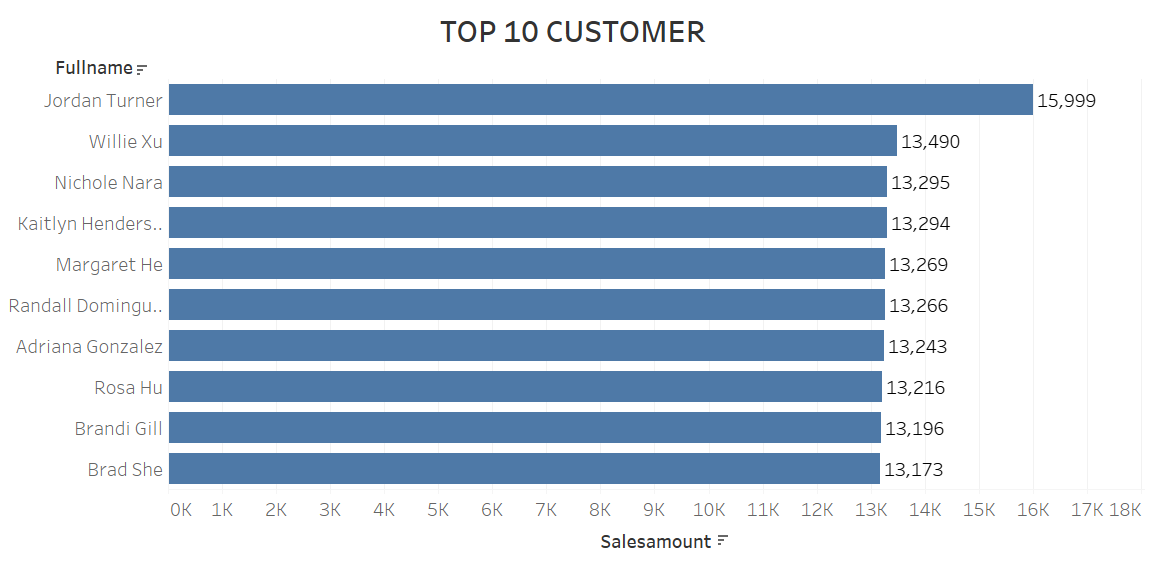 TOP 10 CUSTOMER
Fullname
Jordan Turner 15,999
Willie Xu 13,490
Nichole Nara 13,295
Kaitlyn Henders.. 13,294
Margaret He 13,269
Randall Domingu.. 13,266
Adriana Gonzalez 13,243
Rosa Hu 13,216
Brandi Gill 13,196
Brad She 13,173
0K 1K 2K 3K 4K 5K 6K 7K 8K 9K 10K 11K 12K 13K 14K 15K 16K 17K 18K
Salesamount